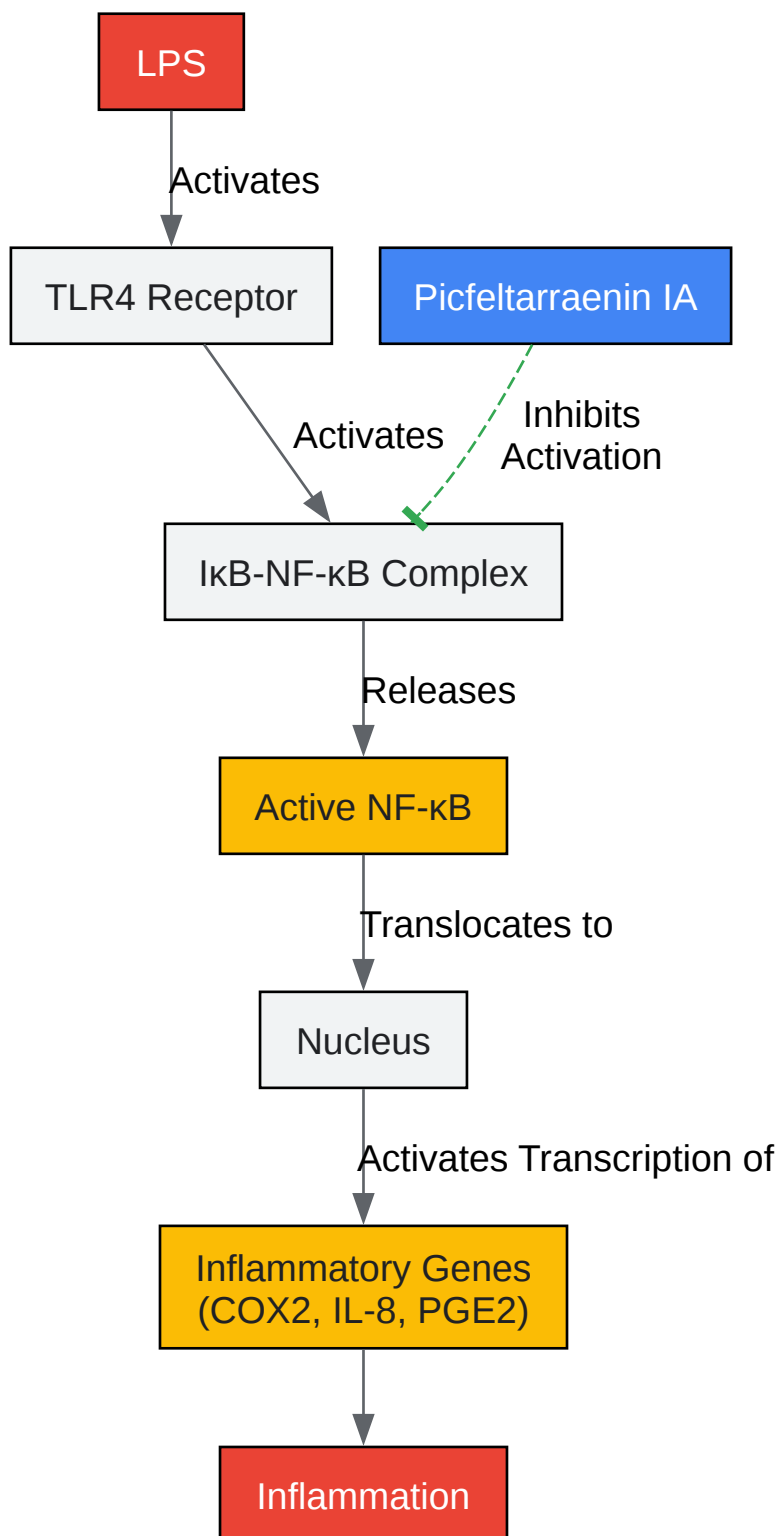 LPS
Activates
TLR4 Receptor
Picfeltarraenin IA
Activates
Inhibits
Activation
IκB-NF-κB Complex
Releases
Active NF-κB
Translocates to
Nucleus
Activates Transcription of
Inflammatory Genes
(COX2, IL-8, PGE2)
Inflammation